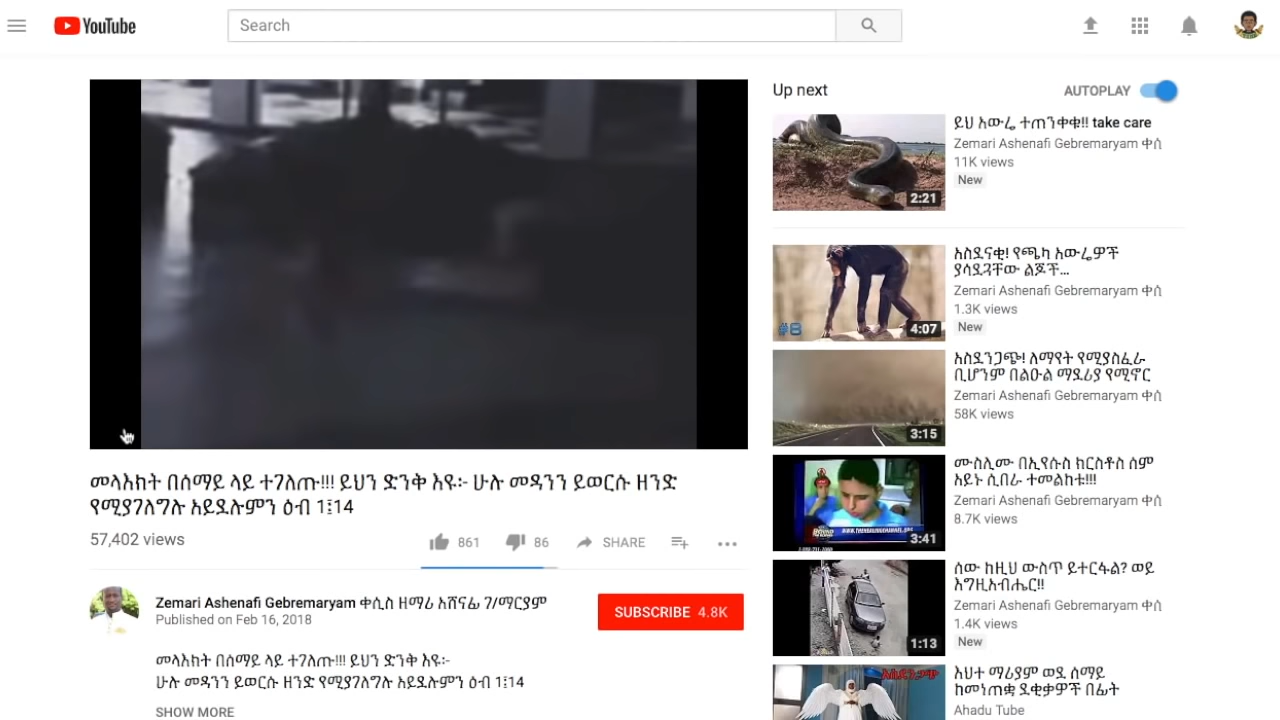 YouTube
Search
Up next
AUTOPLAY
ይህ አውሬ ተጠንቀቁ!! take care
Zemari Ashenafi Gebremaryam ቀሲ
11K views
New
2:21
አስደናቂ! የጫካ አውሬዎች
ያሳደጓቸው ልጆች...
Zemari Ashenafi Gebremaryam ቀሲ
1.3K views
New
#8
4:07
አስደንጋጭ! ለማየት የሚያስፈራ
ቢሆንም በልዑል ማደሪያ የሚኖር
Zemari Ashenafi Gebremaryam ቀሲ
58K views
3:15
ሙስሊሙ በኢየሱስ ክርስቶስ ስም
አይኑ ሲበራ ተመልከቱ!!!
Zemari Ashenafi Gebremaryam ቀሲ
8.7K views
3:41
ሰው ከዚህ ውስጥ ይተርፋል? ወይ
እግዚአብሔር!!
Zemari Ashenafi Gebremaryam ቀሲ
1.4K views
New
1:13
እህተ ማሪያም ወደ ሰማይ
ከመነጠቋ ደቂቃዎች በፊት
Ahadu Tube
መላእክት በሰማይ ላይ ተገለጡ!!! ይህን ድንቅ እዩ፦ ሁሉ መዳንን ይወርሱ ዘንድ
የሚያገለግሉ አይደሉምን ዕብ 1፤14
57,402 views
861
86
SHARE
Zemari Ashenafi Gebremaryam ቀሲስ ዘማሪ አሸናፊ ገ/ማርያም
Published on Feb 16, 2018
SUBSCRIBE 4.8K
መላእክት በሰማይ ላይ ተገለጡ!!! ይህን ድንቅ እዩ፦
ሁሉ መዳንን ይወርሱ ዘንድ የሚያገለግሉ አይደሉምን ዕብ 1፤14
SHOW MORE